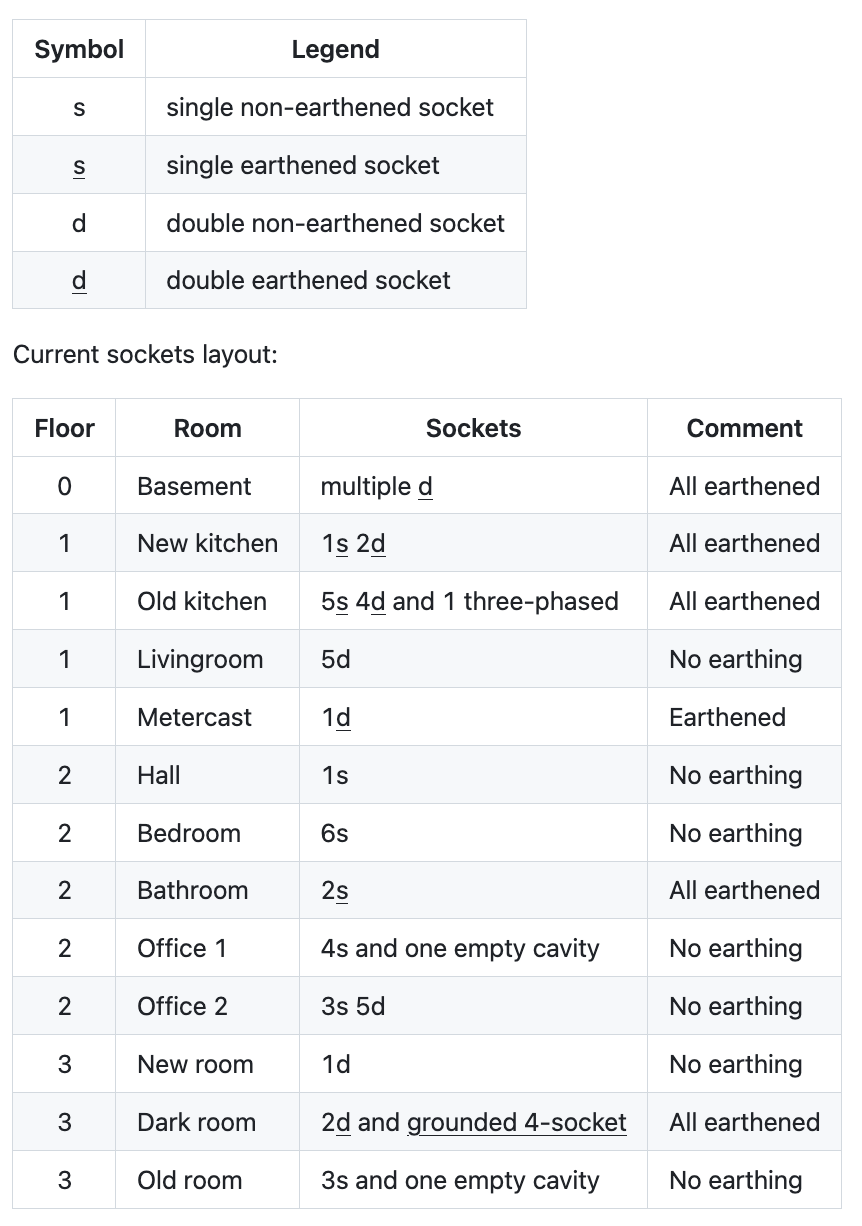 Symbol Legend
s single non-earthened socket
s single earthened socket
d double non-earthened socket
d double earthened socket
Current sockets layout:
Floor Room Sockets Comment
0 Basement multiple d All earthened
1 New kitchen 1s 2d All earthened
1 Old kitchen 5s 4d and 1 three-phased All earthened
1 Livingroom 5d No earthing
1 Metercast 1d Earthened
2 Hall 1s No earthing
2 Bedroom 6s No earthing
2 Bathroom 2s All earthened
2 Office 1 4s and one empty cavity No earthing
2 Office 2 3s 5d No earthing
3 New room 1d No earthing
3 Dark room 2d and grounded 4-socket All earthened
3 Old room 3s and one empty cavity No earthing